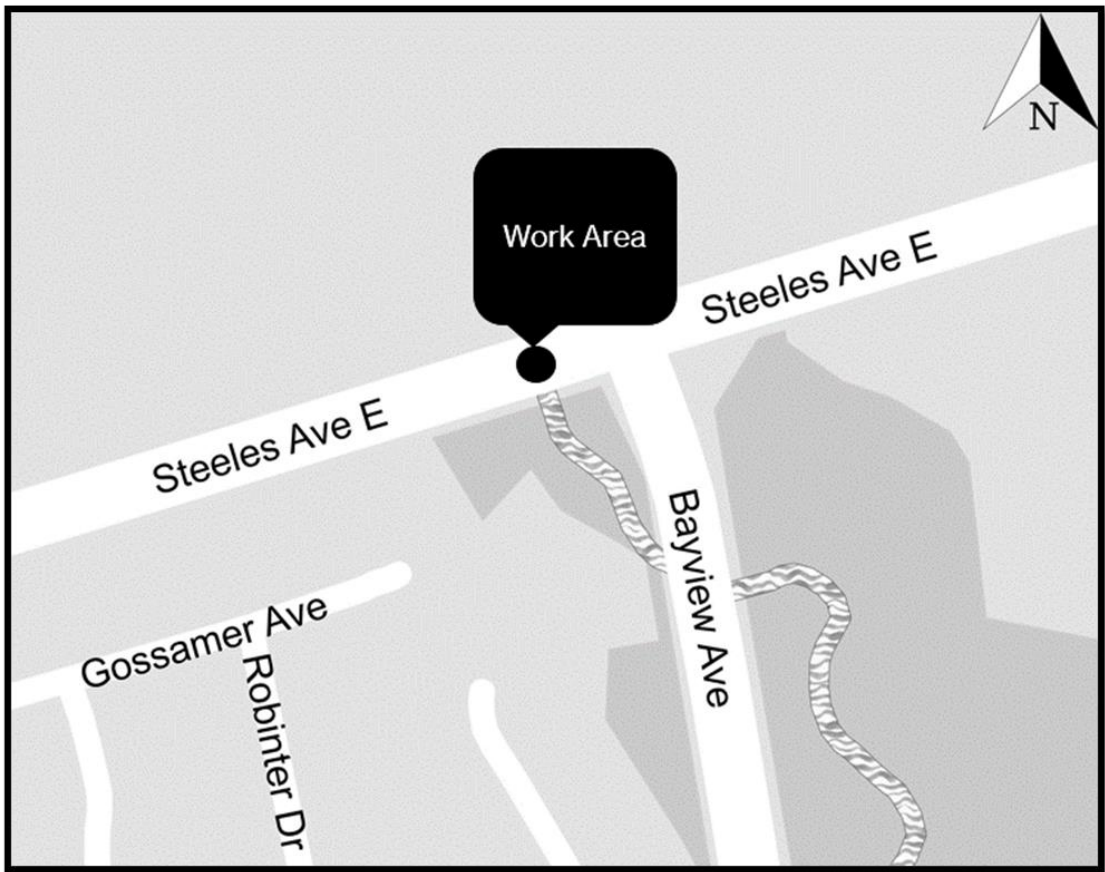 N
Work Area
Steeles Ave E
Steeles Ave E
Bayview Ave
Gossamer Ave
Robinter Dr